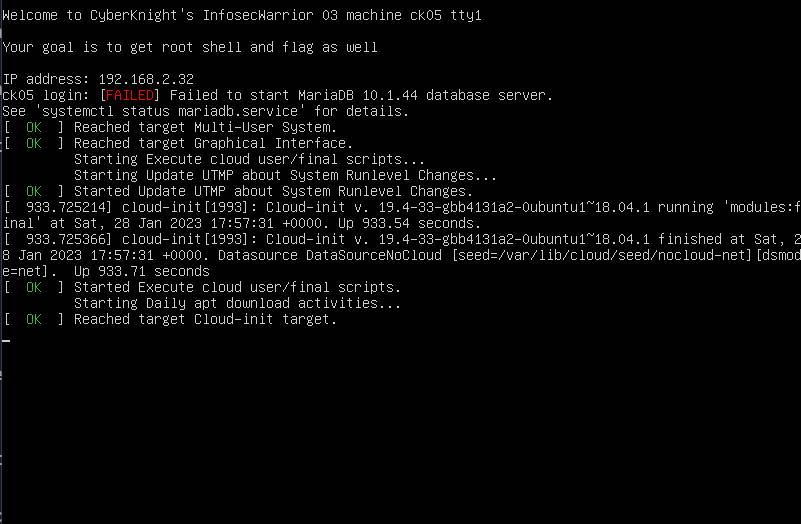 Welcome to CyberKnight's InfosecWarrior 03 machine ck05 tty1
Your goal is to get root shell and flag as well
IP address: 192.168.2.32
ck05 login: [FAILED] Failed to start MariaDB 10.1.44 database server.
See 'systemctl status mariadb.service' for details.
[  OK  ] Reached target Multi-User System.
[  OK  ] Reached target Graphical Interface.
         Starting Execute cloud user/final scripts...
         Starting Update UTMP about System Runlevel Changes...
[  OK  ] Started Update UTMP about System Runlevel Changes.
[  933.725214] cloud-init[1993]: Cloud-init v. 19.4-33-gbb4131a2-0ubuntu1~18.04.1 running 'modules:f
inal' at Sat, 28 Jan 2023 17:57:31 +0000. Up 933.54 seconds.
[  933.725366] cloud-init[1993]: Cloud-init v. 19.4-33-gbb4131a2-0ubuntu1~18.04.1 finished at Sat, 2
8 Jan 2023 17:57:31 +0000. Datasource DataSourceNoCloud [seed=/var/lib/cloud/seed/nocloud-net][dsmod
e=net].  Up 933.71 seconds
[  OK  ] Started Execute cloud user/final scripts.
         Starting Daily apt download activities...
[  OK  ] Reached target Cloud-init target.